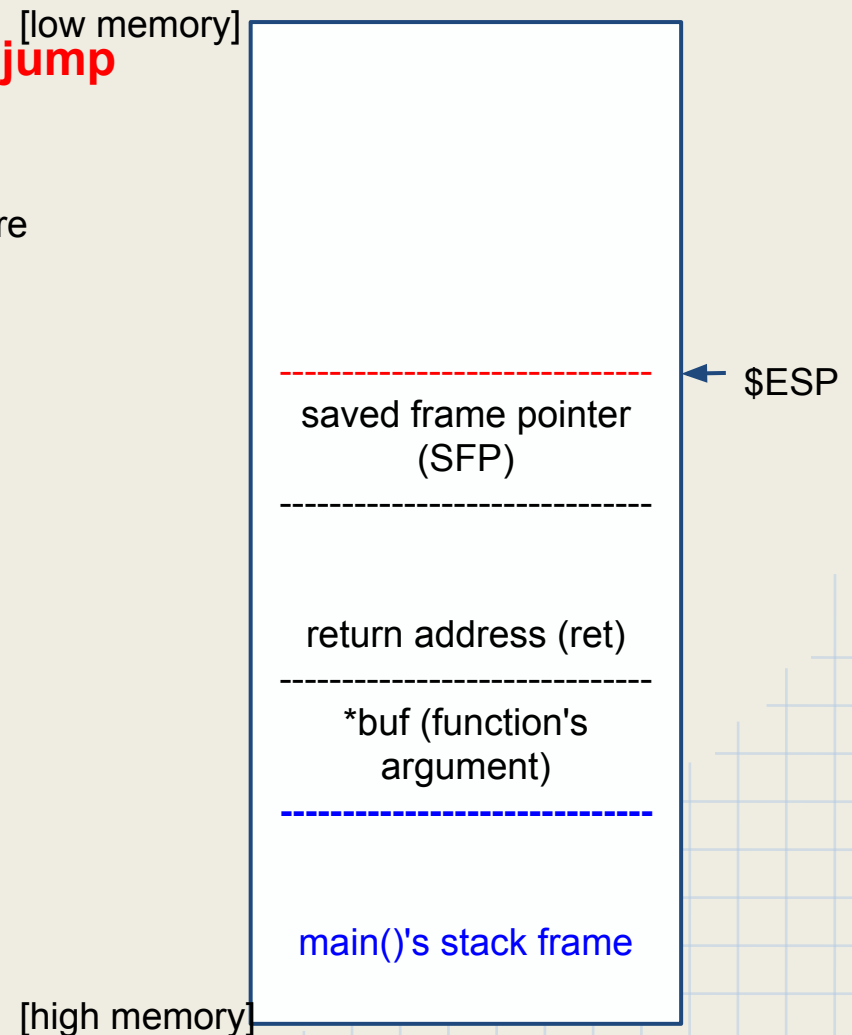 [low memory]
jump
re
------------------------------
$ESP
saved frame pointer
(SFP)
------------------------------
return address (ret)
------------------------------
*buf (function's
argument)
------------------------------
main()'s stack frame
[high memory]